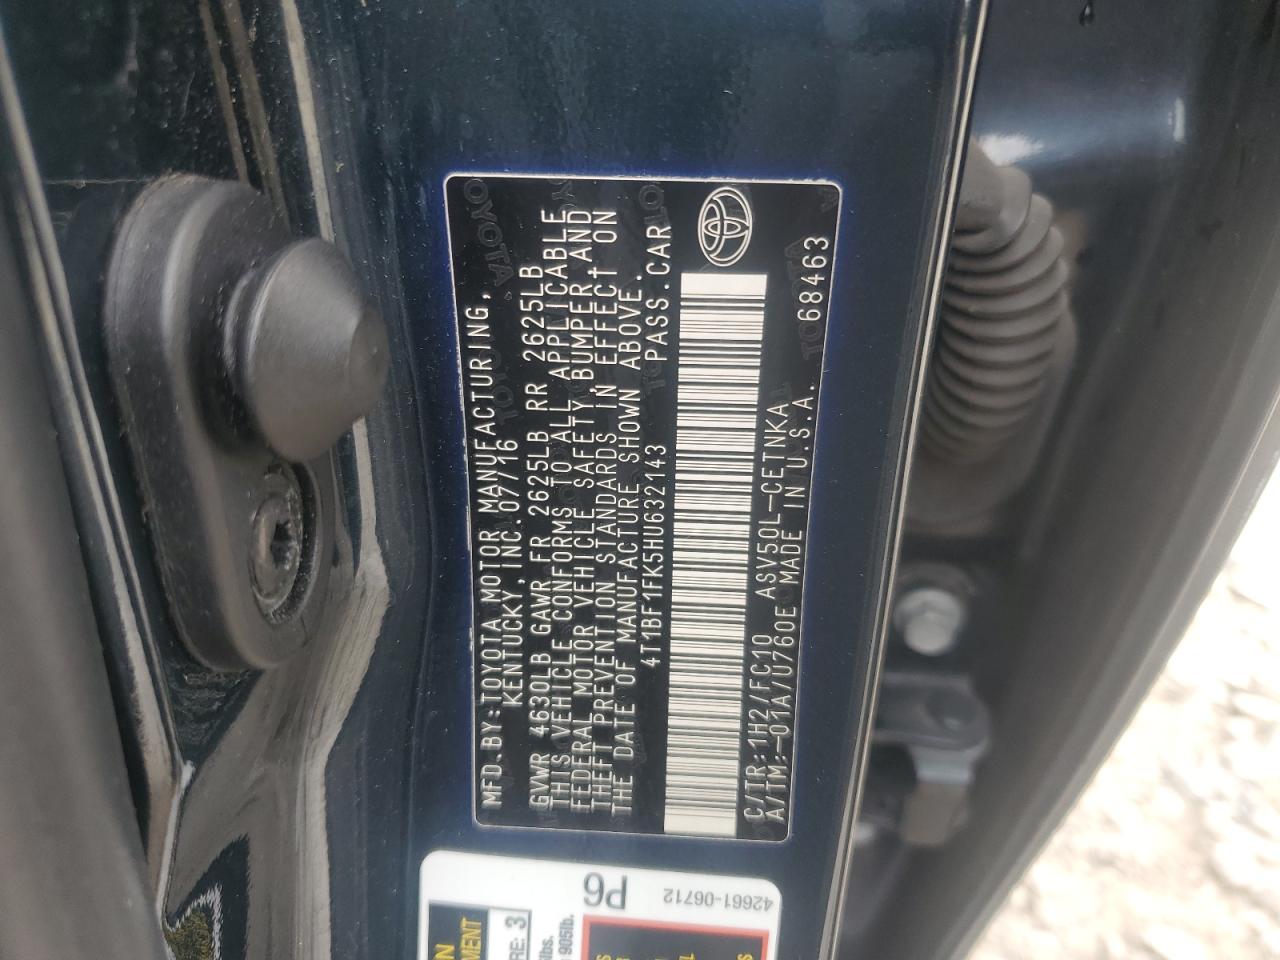 MFD.BY:TOYOTA MOTOR MANUFACTURING,
KENTUCKY,INC.07/16
GVWR 4630LB GAWR FR 2625LB RR 2625LB
THIS VEHICLE CONFORMS TO ALL APPLICABLE
FEDERAL MOTOR VEHICLE SAFETY,BUMPER,AND
THEFT PREVENTION STANDARDS IN EFFECT ON
THE DATE OF MANUFACTURE SHOWN ABOVE.
4T1BF1FK5HU632143 PASS.CAR
C/TR:1H2/FC10 ASV50L-CETNKA
A/TM:-01A/U760E MADE IN U.S.A. 68463
P6
42661-06712